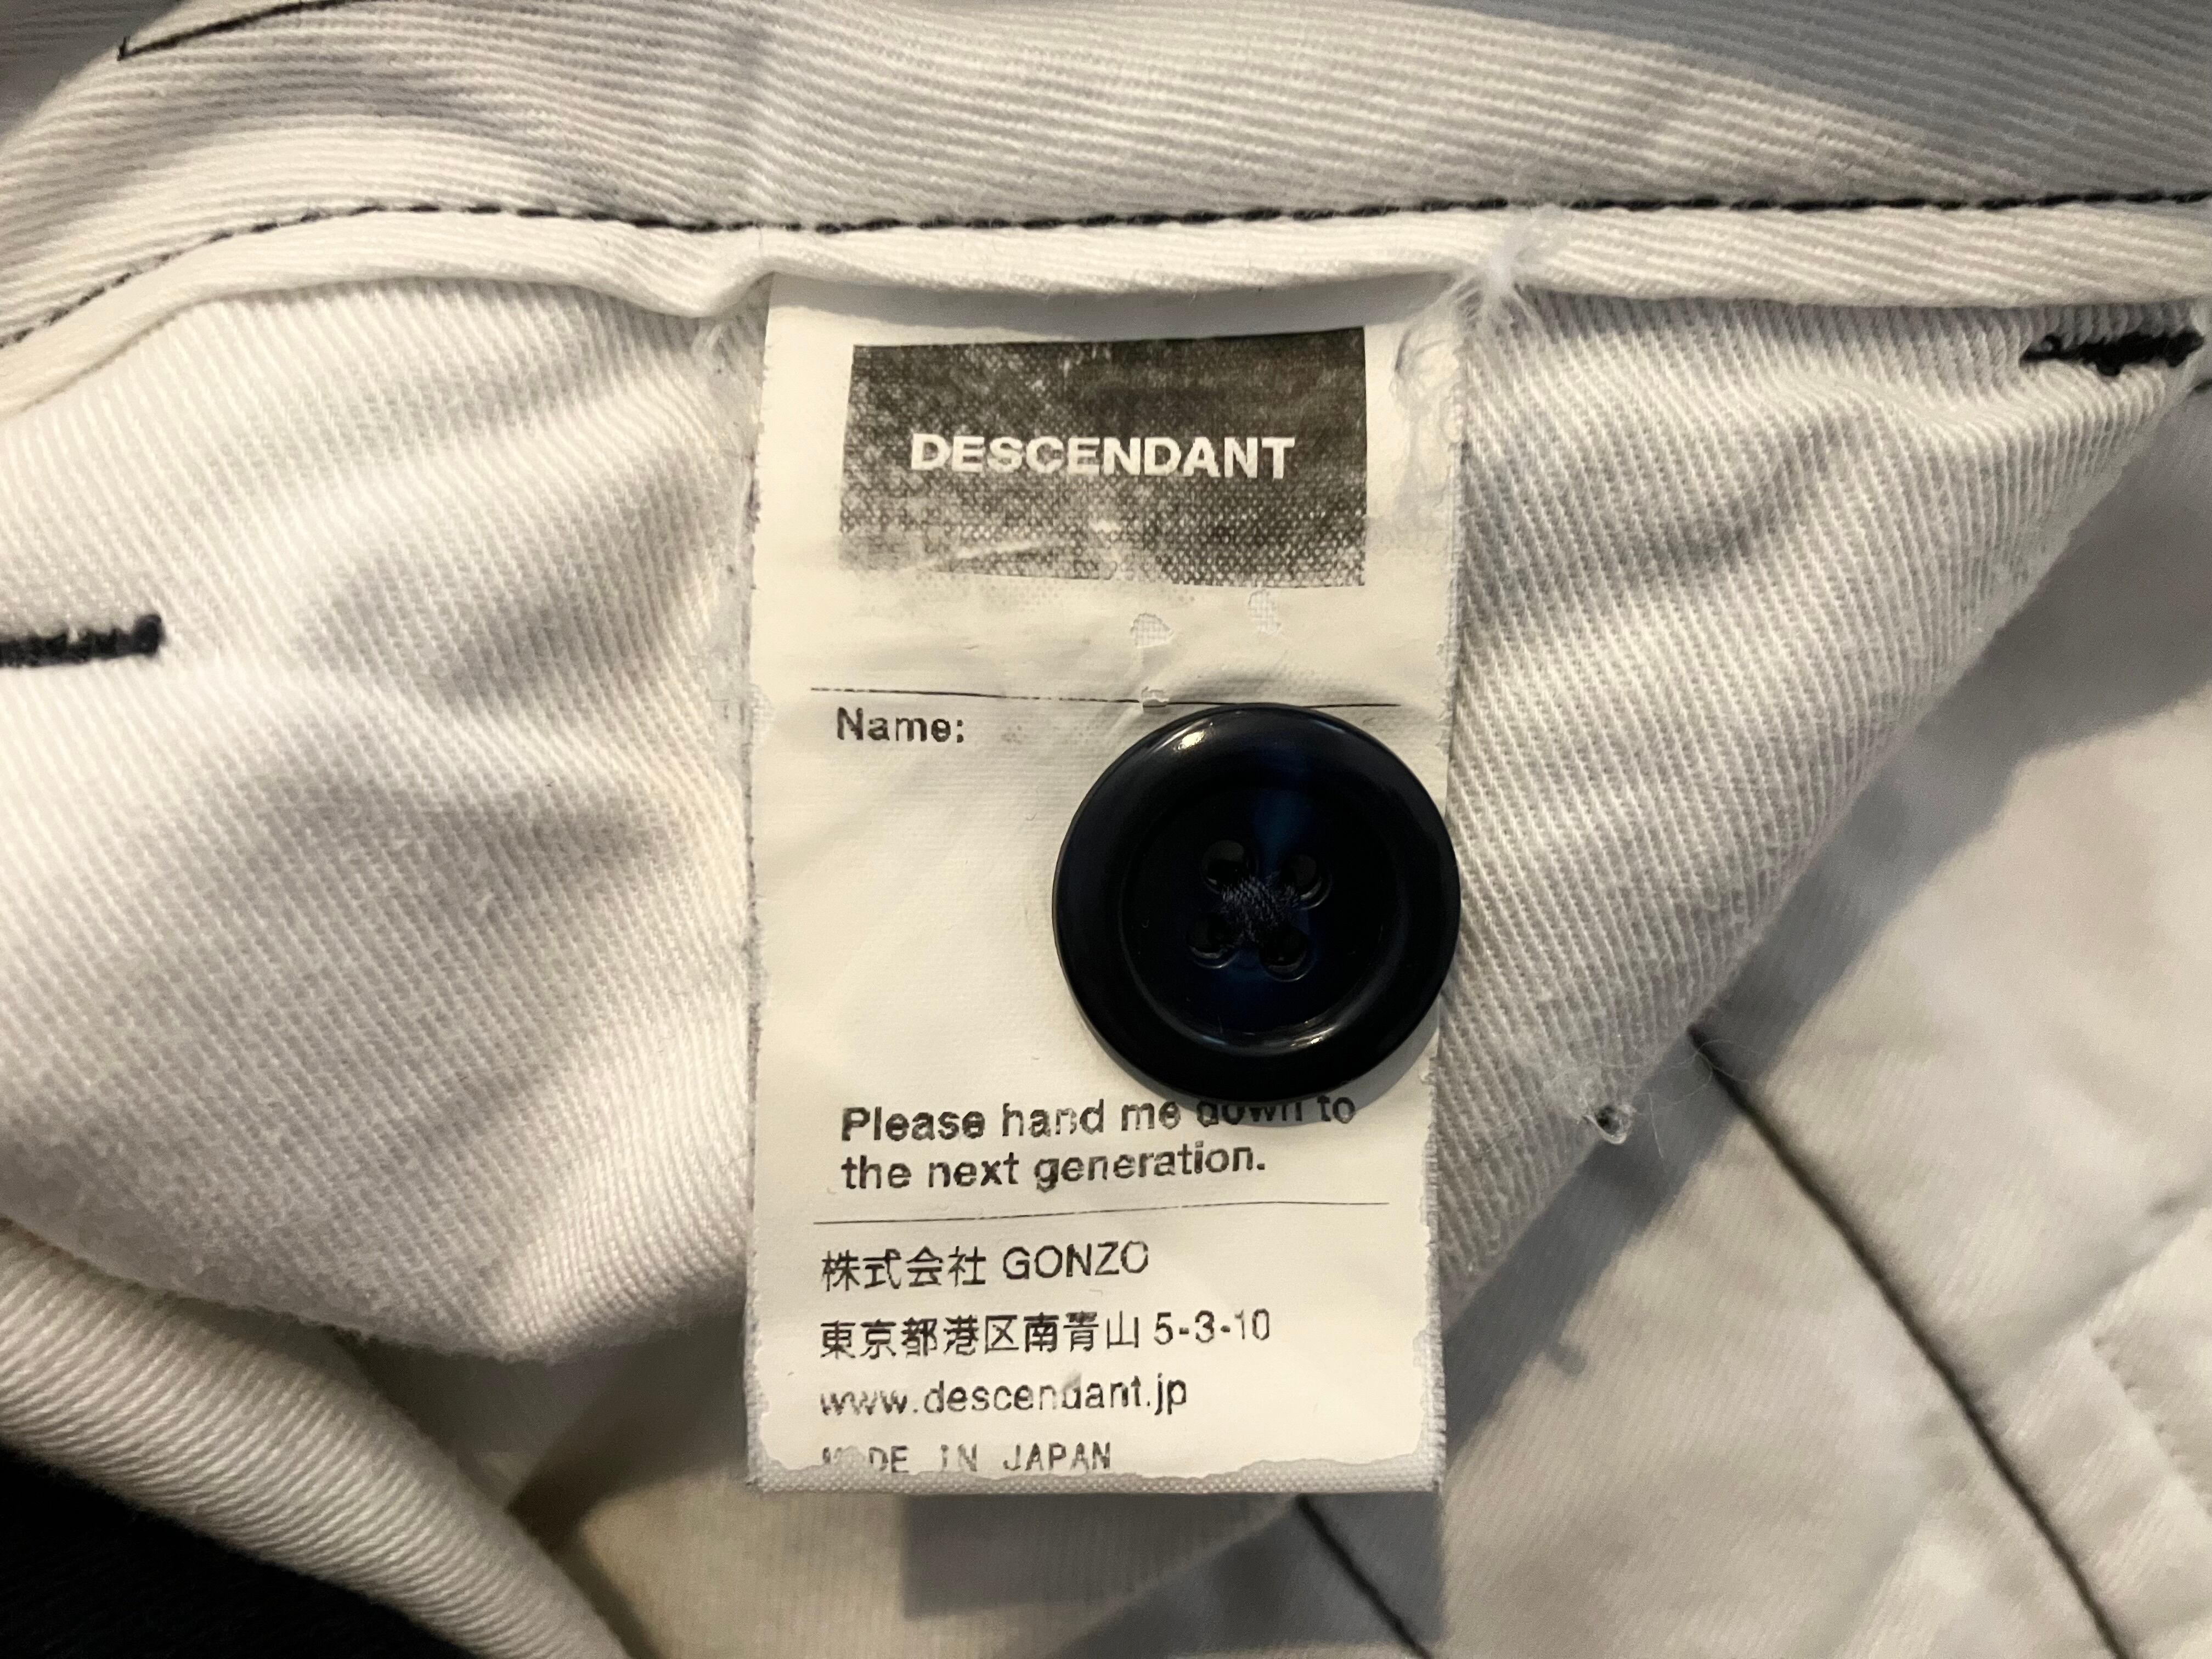 DESCENDANT
Name:
Please hand me down to
the next generation.
株式会社 GONZO
東京都港区南青山 5-3-10
www.descendant.jp
MADE IN JAPAN